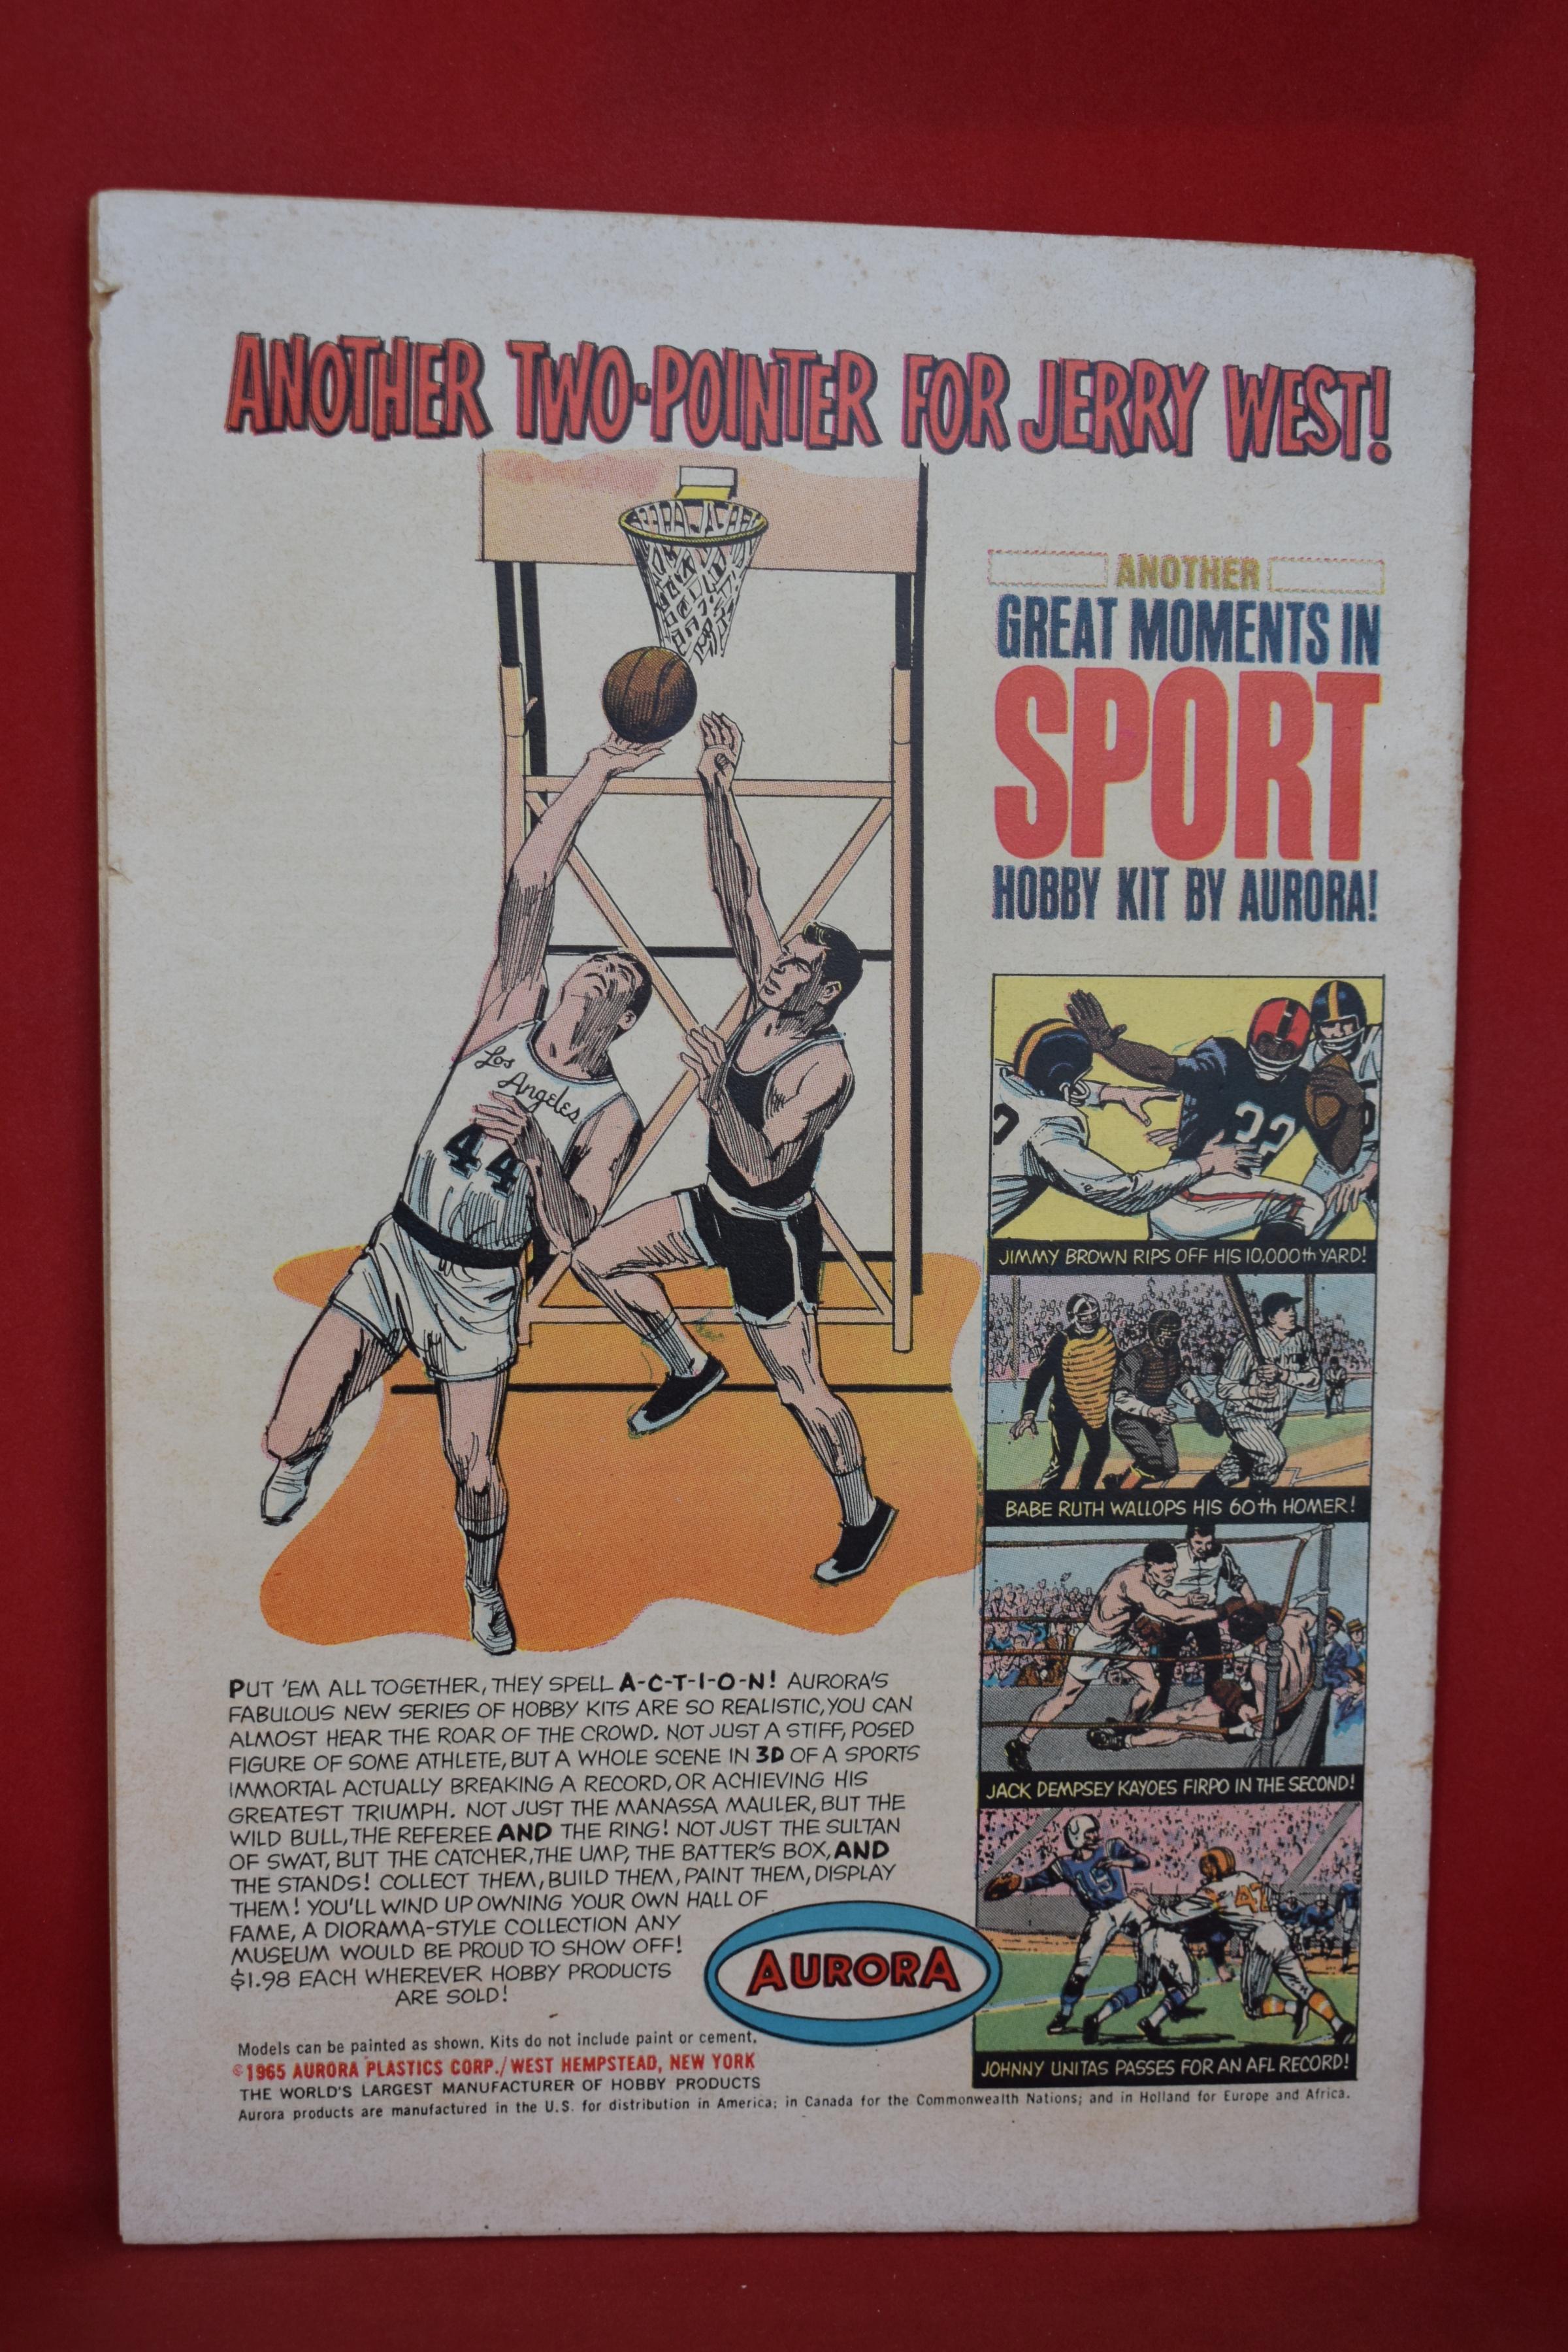 ANOTHER TWO-POINTER FOR JERRY WEST!
ANOTHER
GREAT MOMENTS IN
SPORT
HOBBY KIT BY AURORA!
Los
Angeles
44
32
JIMMY BROWN RIPS OFF HIS 10,000th YARD!
BABE RUTH WALLOPS HIS 60th HOMER!
JACK DEMPSEY KAYOES FIRPO IN THE SECOND!
19
47
JOHNNY UNITAS PASSES FOR AN AFL RECORD!
PUT 'EM ALL TOGETHER, THEY SPELL A-C-T-I-O-N! AURORA'S
FABULOUS NEW SERIES OF HOBBY KITS ARE SO REALISTIC, YOU CAN
ALMOST HEAR THE ROAR OF THE CROWD. NOT JUST A STIFF, POSED
FIGURE OF SOME ATHLETE, BUT A WHOLE SCENE IN 3D OF A SPORTS
IMMORTAL ACTUALLY BREAKING A RECORD, OR ACHIEVING HIS
GREATEST TRIUMPH. NOT JUST THE MANASSA MAULER, BUT THE
WILD BULL, THE REFEREE AND THE RING! NOT JUST THE SULTAN
OF SWAT, BUT THE CATCHER, THE UMP, THE BATTER'S BOX, AND
THE STANDS! COLLECT THEM, BUILD THEM, PAINT THEM, DISPLAY
THEM! YOU'LL WIND UP OWNING YOUR OWN HALL OF
FAME, A DIORAMA-STYLE COLLECTION ANY
MUSEUM WOULD BE PROUD TO SHOW OFF!
$1.98 EACH WHEREVER HOBBY PRODUCTS
ARE SOLD!
AURORA
Models can be painted as shown. Kits do not include paint or cement.
©1965 AURORA PLASTICS CORP./WEST HEMPSTEAD, NEW YORK
THE WORLD'S LARGEST MANUFACTURER OF HOBBY PRODUCTS
Aurora products are manufactured in the U.S. for distribution in America; in Canada for the Commonwealth Nations; and in Holland for Europe and Africa.